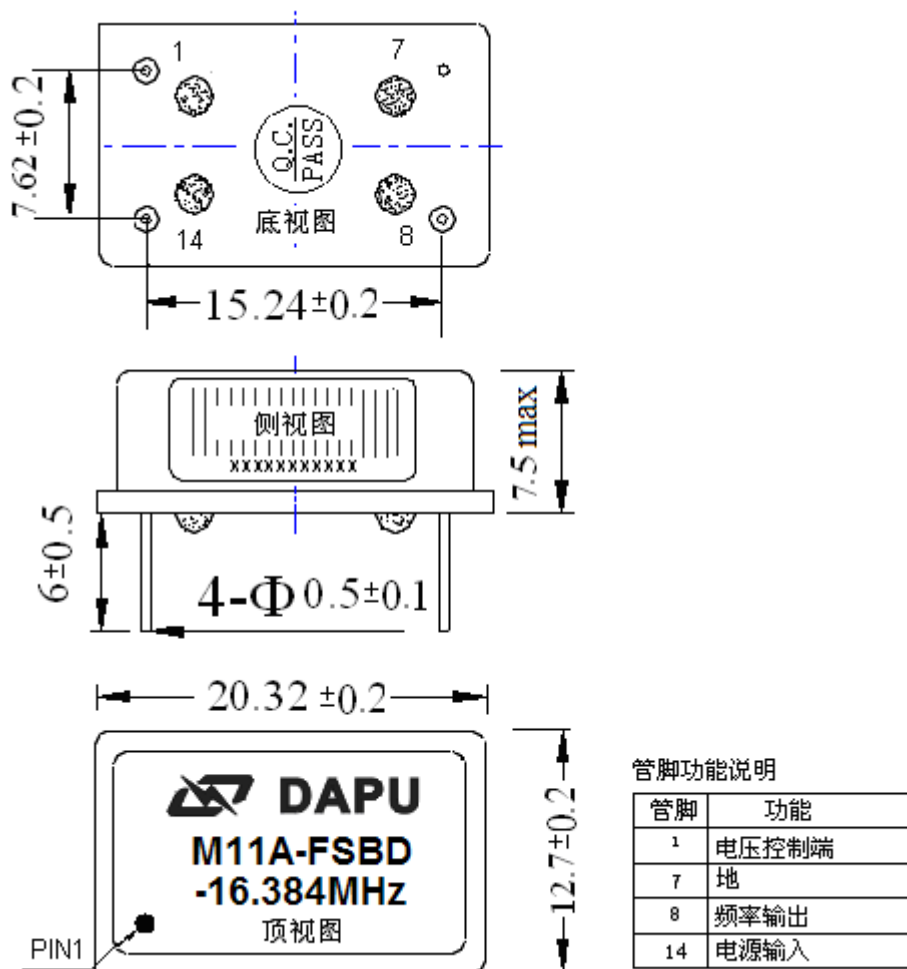 1
7
7.62±0.2
Q.C.
PASS
14
底视图
8
15.24±0.2
侧视图
xxxxxxxxxxx
7.5max
6±0.5
4-Φ0.5±0.1
20.32±0.2
DAPU
M11A-FSBD
-16.384MHz
顶视图
PIN1
12.7±0.2
管脚功能说明
管脚 功能
1 电压控制端
7 地
8 频率输出
14 电源输入